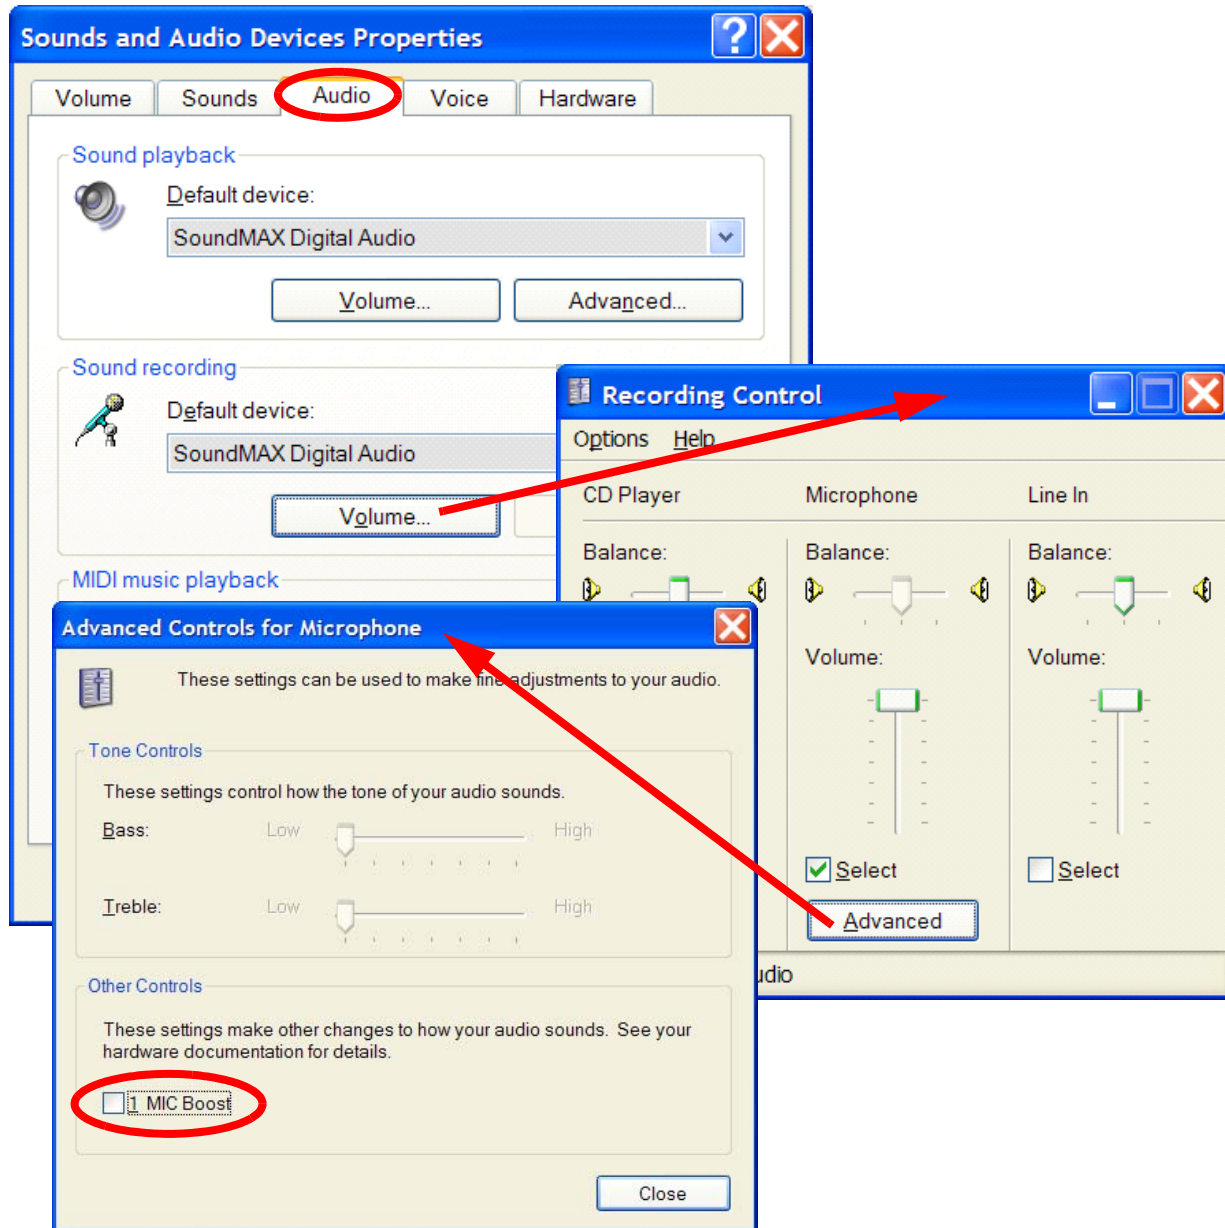 Sounds and Audio Devices Properties
Volume Sounds Audio Voice Hardware
Sound playback
Default device:
SoundMAX Digital Audio
Volume... Advanced...
Sound recording
Default device:
SoundMAX Digital Audio
Volume...
MIDI music playback
Recording Control
Options Help
CD Player Microphone Line In
Balance: Balance: Balance:
Volume: Volume:
Select Select
Advanced
udio
Advanced Controls for Microphone
These settings can be used to make fine adjustments to your audio.
Tone Controls
These settings control how the tone of your audio sounds.
Bass: Low High
Treble: Low High
Other Controls
These settings make other changes to how your audio sounds. See your
hardware documentation for details.
1 MIC Boost
Close